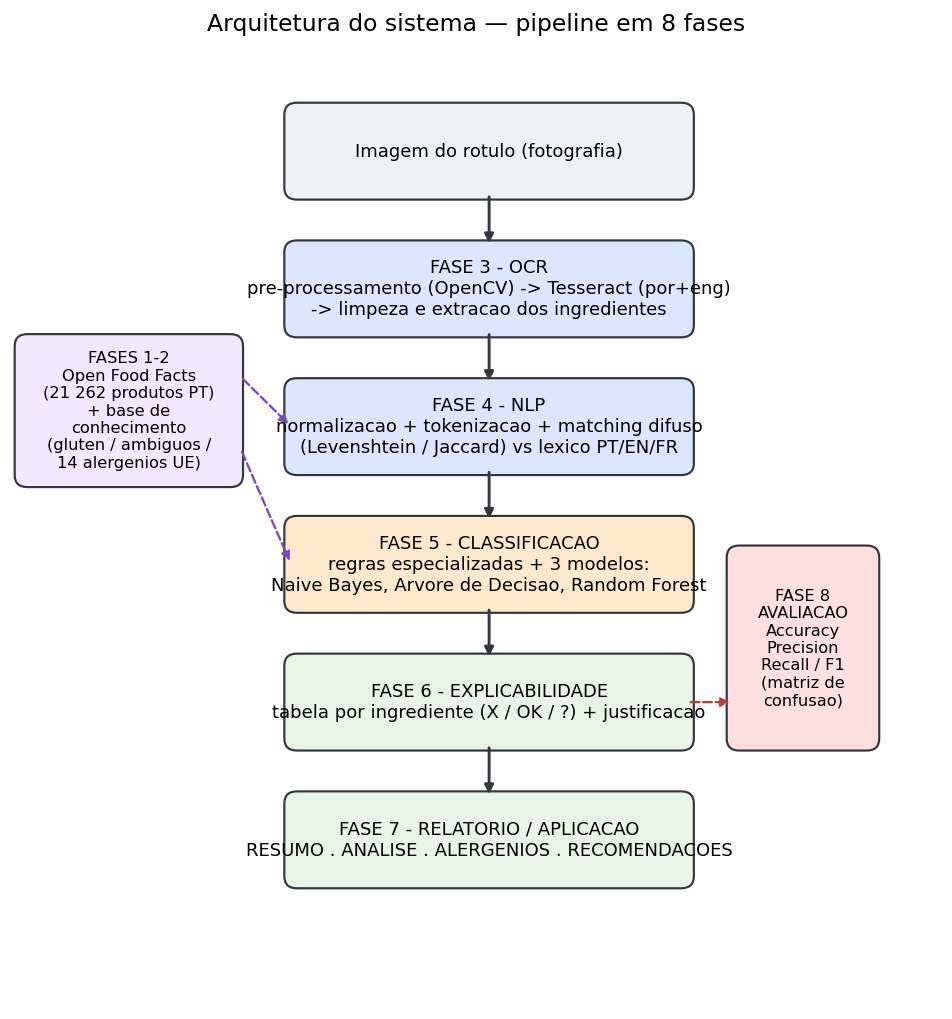 Arquitetura do sistema — pipeline em 8 fases
Imagem do rotulo (fotografia)
FASE 3 - OCR
pre-processamento (OpenCV) -> Tesseract (por+eng)
-> limpeza e extracao dos ingredientes
FASES 1-2
Open Food Facts
(21 262 produtos PT)
+ base de
conhecimento
(gluten / ambiguos /
14 alergenios UE)
FASE 4 - NLP
normalizacao + tokenizacao + matching difuso
(Levenshtein / Jaccard) vs lexico PT/EN/FR
FASE 5 - CLASSIFICACAO
regras especializadas + 3 modelos:
Naive Bayes, Arvore de Decisao, Random Forest
FASE 8
AVALIACAO
Accuracy
Precision
Recall / F1
(matriz de
confusao)
FASE 6 - EXPLICABILIDADE
tabela por ingrediente (X / OK / ?) + justificacao
FASE 7 - RELATORIO / APLICACAO
RESUMO . ANALISE . ALERGENIOS . RECOMENDACOES